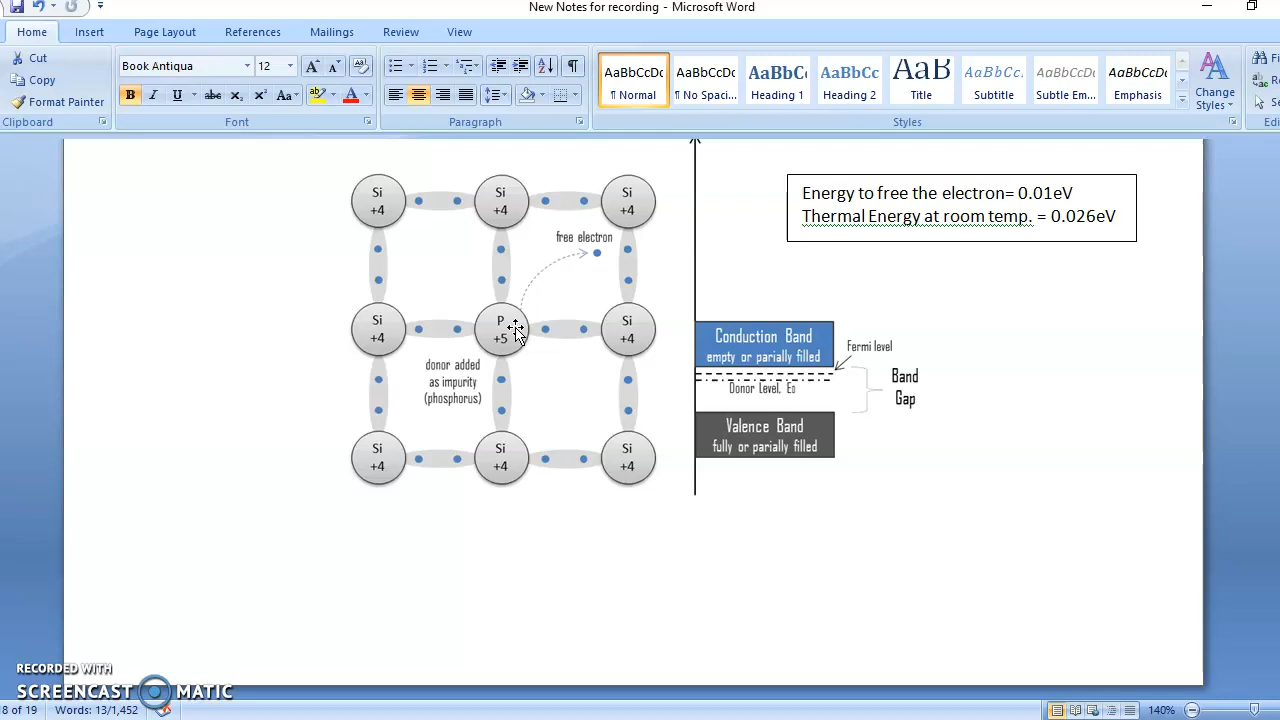 New Notes for recording - Microsoft Word
Home Insert Page Layout References Mailings Review View
Cut
Copy
Format Painter
Clipboard
Book Antiqua 12
Font
Paragraph
AaBbCcDc AaBbCcDc AaBbCc AaBbCc AaB AaBbCc. AaBbCcDc AaBbCcDc
¶ Normal ¶ No Spaci... Heading 1 Heading 2 Title Subtitle Subtle Em... Emphasis
Change
Styles
Styles
Si
+4
Si
+4
Si
+4
free electron
Si
+4
P
+5
Si
+4
donor added
as impurity
(phosphorus)
Si
+4
Si
+4
Si
+4
Energy to free the electron= 0.01eV
Thermal Energy at room temp. = 0.026eV
Conduction Band
empty or parially filled
Fermi level
Donor Level, ED
Band
Gap
Valence Band
fully or parially filled
RECORDED WITH
SCREENCAST MATIC
8 of 19 Words: 13/1,452 140%